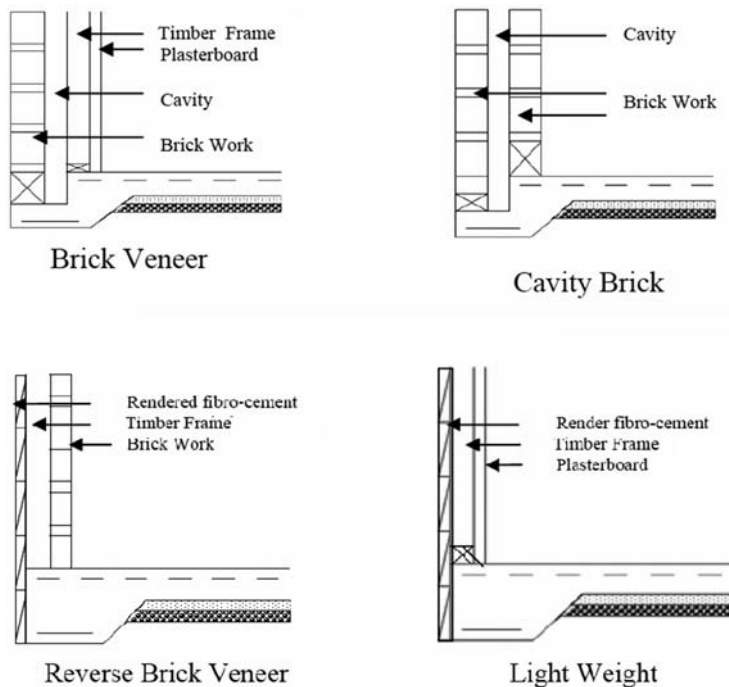 Timber Frame
Plasterboard
Cavity
Brick Work
Brick Veneer
Cavity
Brick Work
Cavity Brick
Rendered fibro-cement
Timber Frame
Brick Work
Reverse Brick Veneer
Render fibro-cement
Timber Frame
Plasterboard
Light Weight